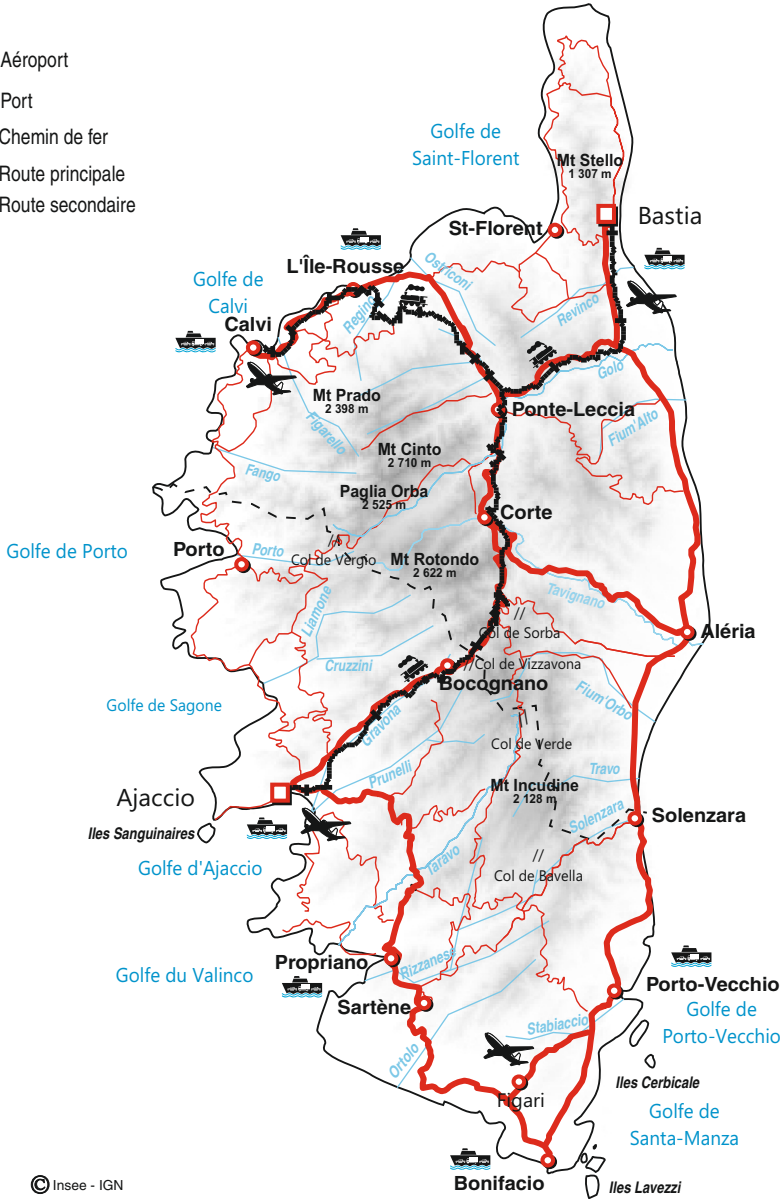 Aéroport
Port
Chemin de fer
Route principale
Route secondaire
Golfe de
Saint-Florent
Mt Stello
1 307 m
Bastia
St-Florent
L'Île-Rousse
Ostriconi
Golfe de
Calvi
Regino
Revinco
Calvi
Golo
Mt Prado
2 398 m
Ponte-Leccia
Figarello
Fium'Alto
Mt Cinto
2 710 m
Fango
Paglia Orba
2 525 m
Corte
Golfe de Porto
Porto
Porto
Col de Vergio
Mt Rotondo
2 622 m
Liamone
Tavignano
Col de Sorba
Aléria
Cruzzini
Col de Vizzavona
Bocognano
Golfe de Sagone
Fium'Orbo
Gravona
Col de Verde
Prunelli
Travo
Mt Incudine
2 128 m
Ajaccio
Solenzara
Solenzara
Iles Sanguinaires
Golfe d'Ajaccio
Taravo
Col de Bavella
Propriano
Rizzanese
Golfe du Valinco
Porto-Vecchio
Sartène
Golfe de
Porto-Vecchio
Stabiaccio
Ortolo
Iles Cerbicale
Figari
Golfe de
Santa-Manza
Bonifacio
Iles Lavezzi
© Insee - IGN